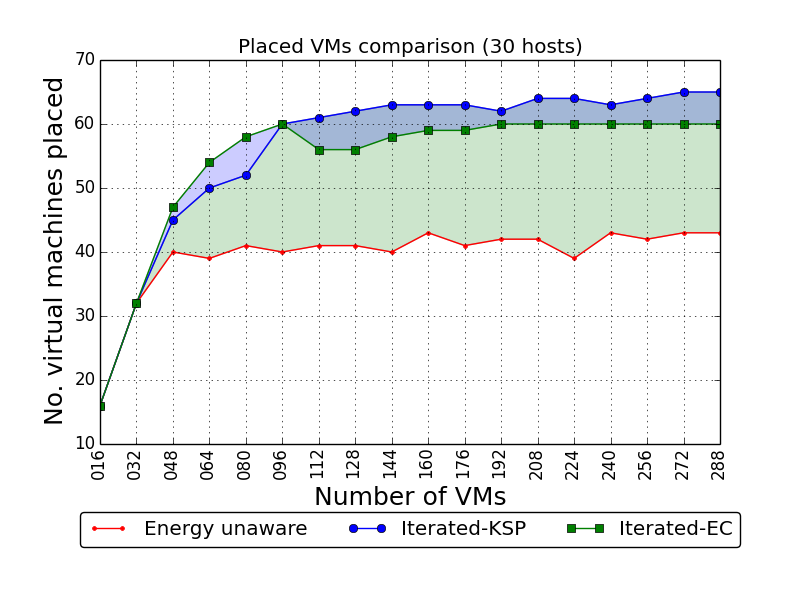 Placed VMs comparison (30 hosts)
No. virtual machines placed
70
60
50
40
30
20
10
016 032 048 064 080 096 112 128 144 160 176 192 208 224 240 256 272 288
Number of VMs
Energy unaware Iterated-KSP Iterated-EC